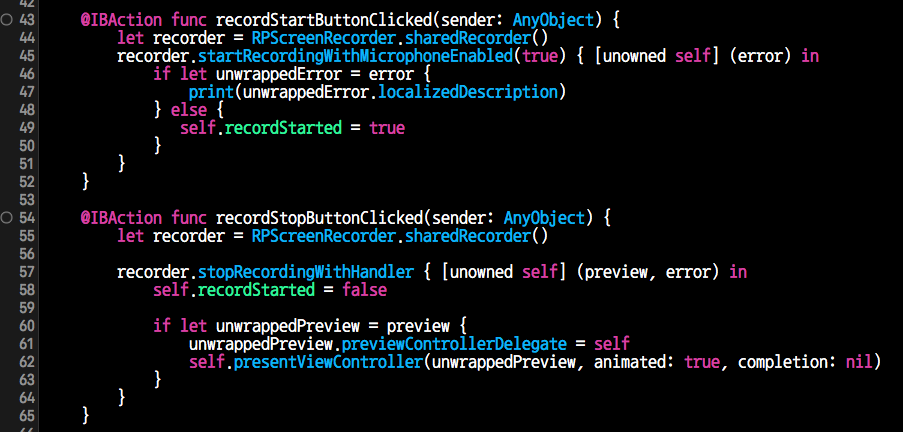 42
43 @IBAction func recordStartButtonClicked(sender: AnyObject) {
44 let recorder = RPScreenRecorder.sharedRecorder()
45 recorder.startRecordingWithMicrophoneEnabled(true) { [unowned self] (error) in
46 if let unwrappedError = error {
47 print(unwrappedError.localizedDescription)
48 } else {
49 self.recordStarted = true
50 }
51 }
52 }
53
54 @IBAction func recordStopButtonClicked(sender: AnyObject) {
55 let recorder = RPScreenRecorder.sharedRecorder()
56
57 recorder.stopRecordingWithHandler { [unowned self] (preview, error) in
58 self.recordStarted = false
59
60 if let unwrappedPreview = preview {
61 unwrappedPreview.previewControllerDelegate = self
62 self.presentViewController(unwrappedPreview, animated: true, completion: nil)
63 }
64 }
65 }